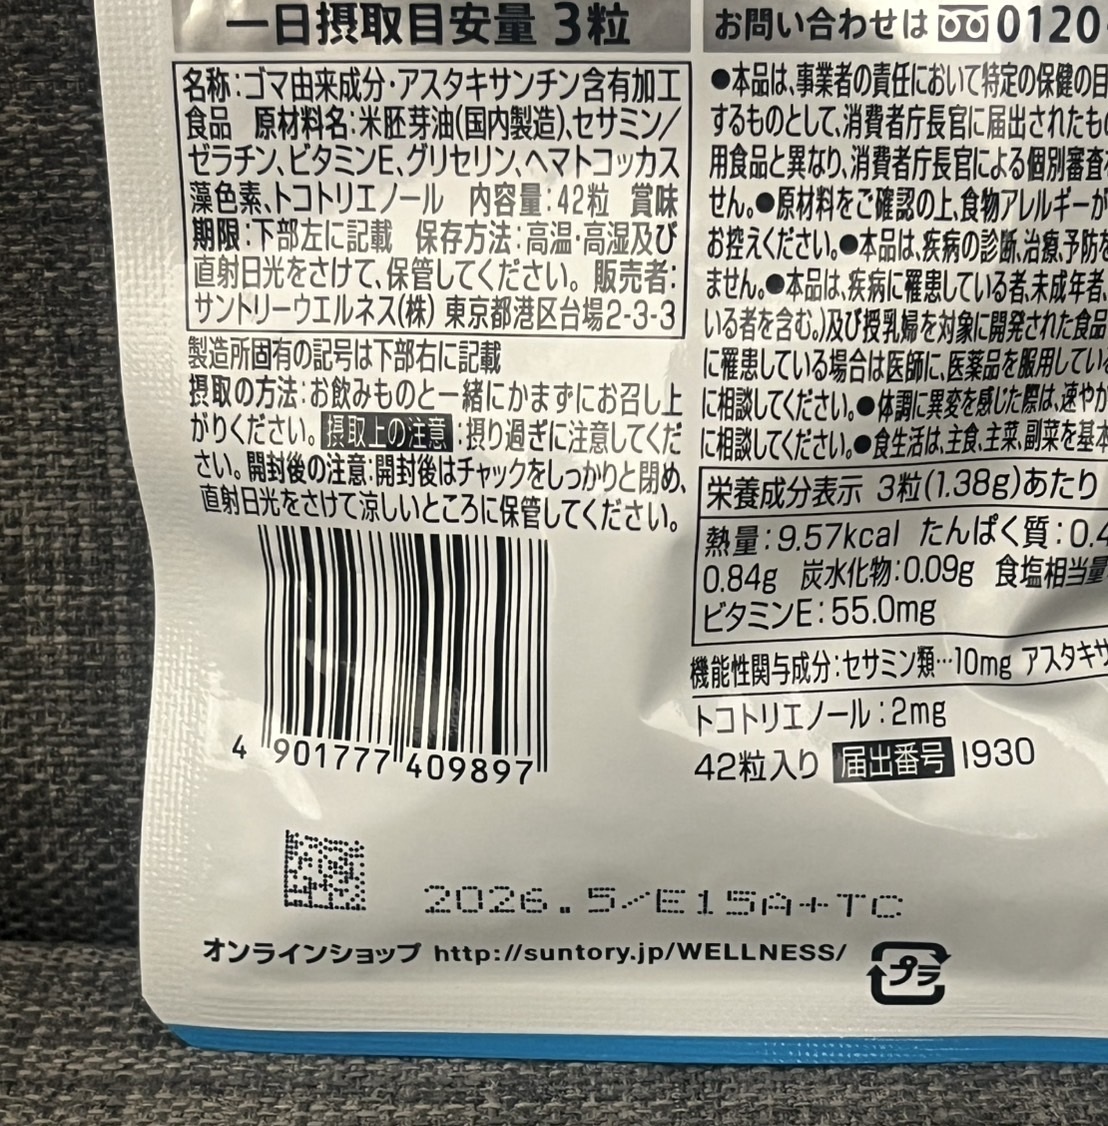 一日摂取目安量 3粒
名称:ゴマ由来成分・アスタキサンチン含有加工
食品 原材料名:米胚芽油(国内製造)、セサミン/
ゼラチン、ビタミンE、グリセリン、ヘマトコッカス
藻色素、トコトリエノール 内容量:42粒 賞味
期限:下部左に記載 保存方法:高温・高湿及び
直射日光をさけて、保管してください。 販売者:
サントリーウエルネス(株) 東京都港区台場2-3-3
製造所固有の記号は下部右に記載
摂取の方法:お飲みものと一緒にかまずにお召し上
がりください。摂取上の注意:摂り過ぎに注意してくだ
さい。開封後の注意:開封後はチャックをしっかりと閉め、
直射日光をさけて涼しいところに保管してください。
4 901777 409897
2026.5/E15A+TC
オンラインショップ http://suntory.jp/WELLNESS/
プラ
お問い合わせは 0120
●本品は、事業者の責任において特定の保健の目
するものとして、消費者庁長官に届出されたも
用食品と異なり、消費者庁長官による個別審査
せん。●原材料をご確認の上、食物アレルギーが
お控えください。●本品は、疾病の診断、治療、予防を
ません。●本品は、疾病に罹患している者、未成年者、
いる者を含む。)及び授乳婦を対象に開発された食品
に罹患している場合は医師に、医薬品を服用してい
に相談してください。●体調に異変を感じた際は、速やか
に相談してください。●食生活は、主食、主菜、副菜を基本
栄養成分表示 3粒(1.38g)あたり
熱量:9.57kcal たんぱく質:0.4
0.84g 炭水化物:0.09g 食塩相当量
ビタミンE:55.0mg
機能性関与成分:セサミン類…10mg アスタキサ
トコトリエノール:2mg
42粒入り 届出番号 I930